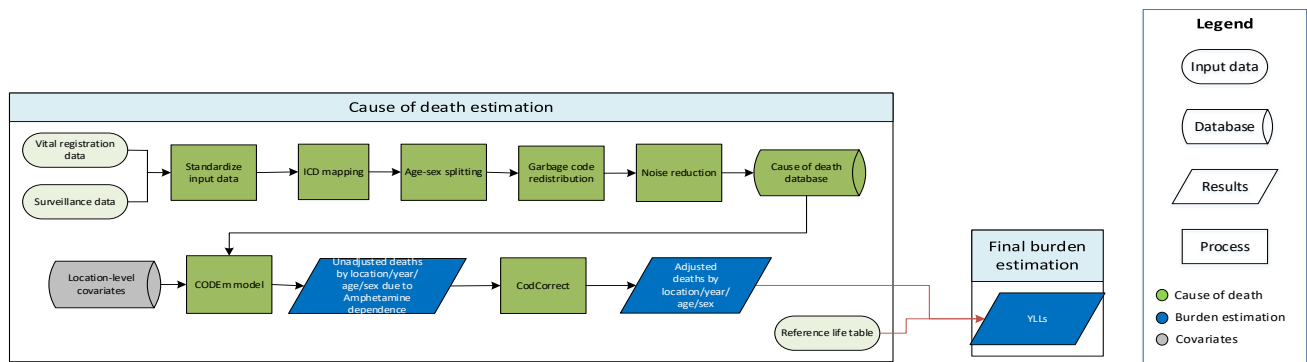 Legend
Input data
Database
Results
Process
Cause of death
Burden estimation
Covariates
Cause of death estimation
Vital registration
data
Surveillance data
Standardize
input data
ICD mapping
Age-sex splitting
Garbage code
redistribution
Noise reduction
Cause of death
database
Location-level
covariates
CODEm model
Unadjusted deaths
by location/year/
age/sex due to
Amphetamine
dependence
CodCorrect
Adjusted
deaths by
location/year/
age/sex
Reference life table
Final burden
estimation
YLLs